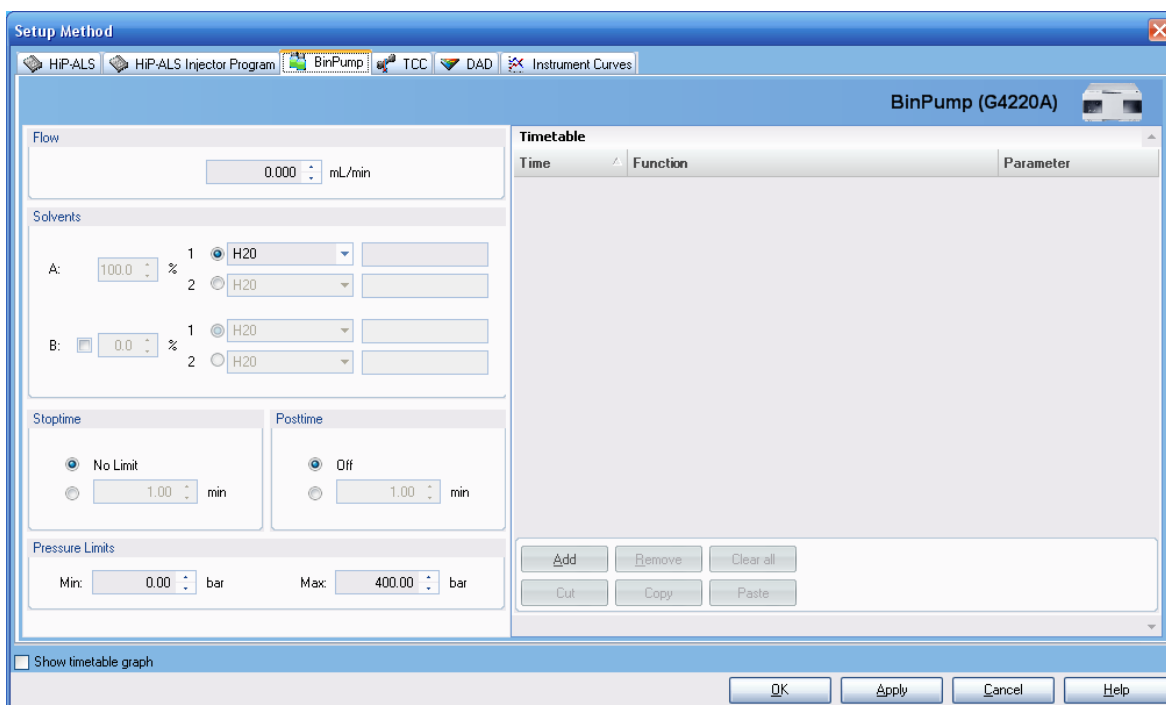 Setup Method
HiP-ALS HiP-ALS Injector Program BinPump TCC DAD Instrument Curves
BinPump (G4220A)
Flow
0.000 mL/min
Solvents
A: 100.0 % 1 H20
2 H20
B: 0.0 % 1 H20
2 H20
Stoptime Posttime
No Limit Off
1.00 min 1.00 min
Pressure Limits
Min: 0.00 bar Max: 400.00 bar
Timetable
Time Function Parameter
Add Remove Clear all
Cut Copy Paste
Show timetable graph
OK Apply Cancel Help